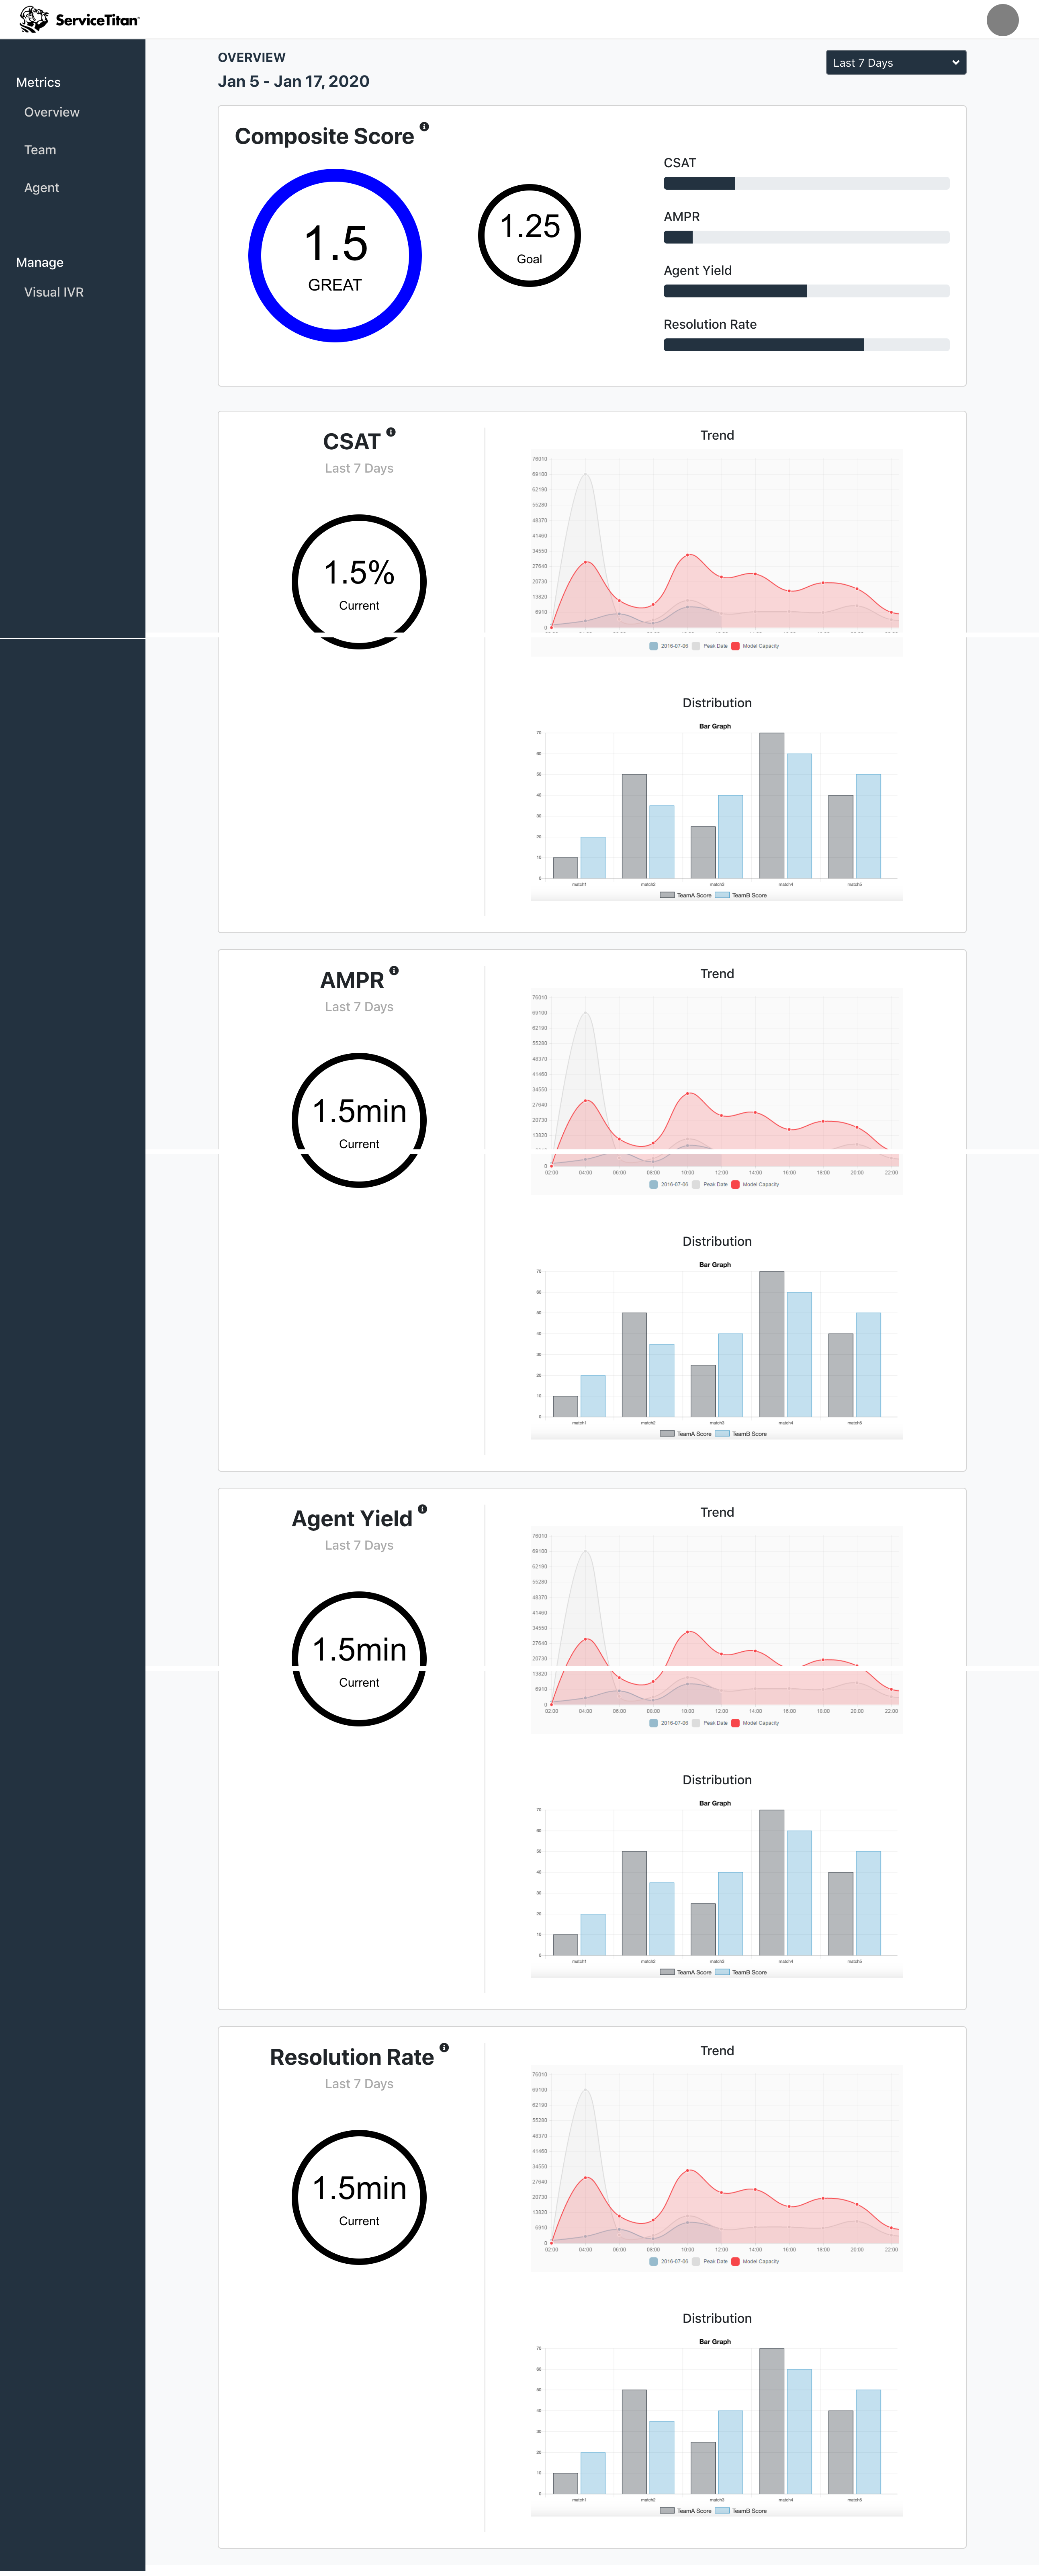 ServiceTitan
OVERVIEW
Last 7 Days
Jan 5 - Jan 17, 2020
Metrics
Overview
Team
Agent
Manage
Visual IVR
Composite Score
1.5
GREAT
1.25
Goal
CSAT
AMPR
Agent Yield
Resolution Rate
CSAT
Last 7 Days
1.5%
Current
Trend
76010
69100
62190
55280
48370
41460
34550
27640
20730
13820
6910
0
2016-07-06 Peak Date Model Capacity
Distribution
Bar Graph
70
60
50
40
30
20
10
0
match1 match2 match3 match4 match5
TeamA Score TeamB Score
AMPR
Last 7 Days
1.5min
Current
Trend
76010
69100
62190
55280
48370
41460
34550
27640
20730
13820
0
02:00 04:00 06:00 08:00 10:00 12:00 14:00 16:00 18:00 20:00 22:00
2016-07-06 Peak Date Model Capacity
Distribution
Bar Graph
70
60
50
40
30
20
10
0
match1 match2 match3 match4 match5
TeamA Score TeamB Score
Agent Yield
Last 7 Days
1.5min
Current
Trend
76010
69100
62190
55280
48370
41460
34550
27640
20730
13820
6910
0
02:00 04:00 06:00 08:00 10:00 12:00 14:00 16:00 18:00 20:00 22:00
2016-07-06 Peak Date Model Capacity
Distribution
Bar Graph
70
60
50
40
30
20
10
0
match1 match2 match3 match4 match5
TeamA Score TeamB Score
Resolution Rate
Last 7 Days
1.5min
Current
Trend
76010
69100
62190
55280
48370
41460
34550
27640
20730
13820
6910
0
02:00 04:00 06:00 08:00 10:00 12:00 14:00 16:00 18:00 20:00 22:00
2016-07-06 Peak Date Model Capacity
Distribution
Bar Graph
70
60
50
40
30
20
10
0
match1 match2 match3 match4 match5
TeamA Score TeamB Score